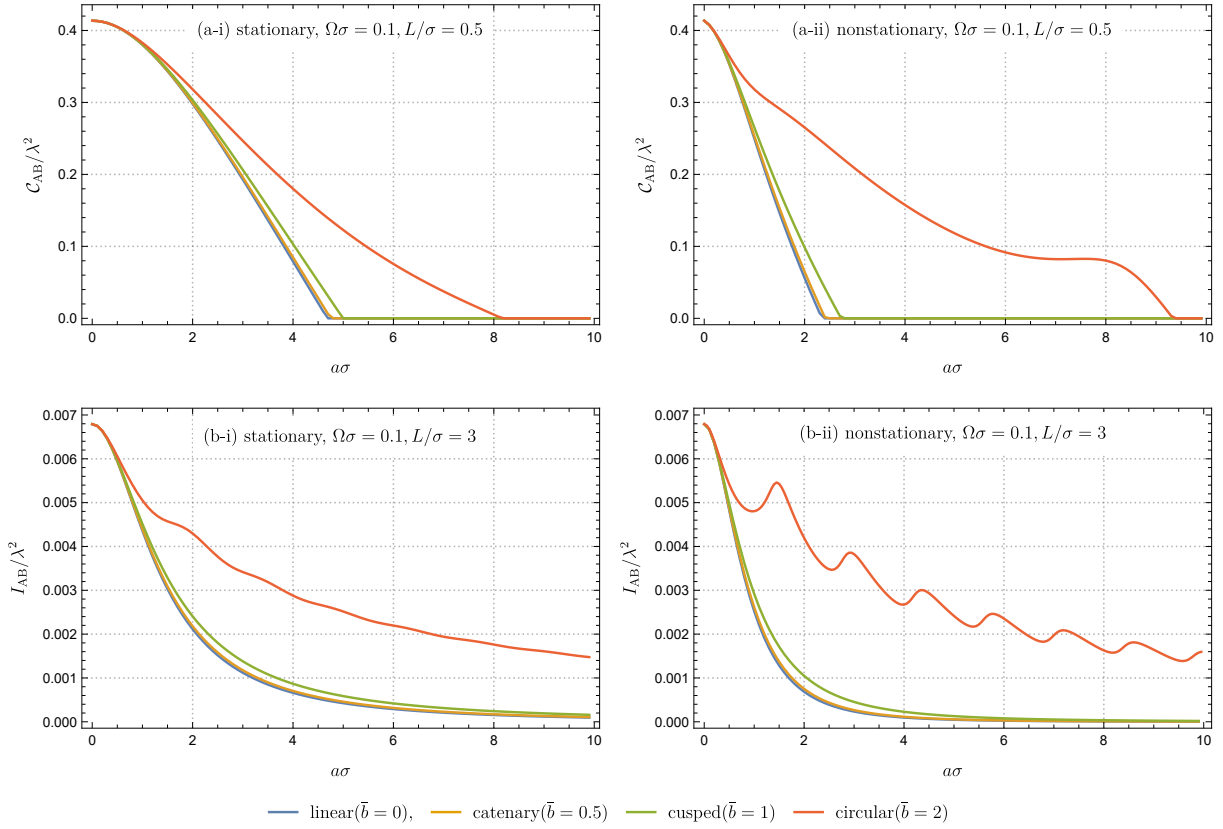 (a-i) stationary, Ωσ = 0.1, L/σ = 0.5
0.4
0.3
0.2
0.1
0.0
C_AB/λ²
0 2 4 6 8 10
aσ
(a-ii) nonstationary, Ωσ = 0.1, L/σ = 0.5
0.4
0.3
0.2
0.1
0.0
C_AB/λ²
0 2 4 6 8 10
aσ
(b-i) stationary, Ωσ = 0.1, L/σ = 3
0.007
0.006
0.005
0.004
0.003
0.002
0.001
0.000
I_AB/λ²
0 2 4 6 8 10
aσ
(b-ii) nonstationary, Ωσ = 0.1, L/σ = 3
0.007
0.006
0.005
0.004
0.003
0.002
0.001
0.000
I_AB/λ²
0 2 4 6 8 10
aσ
linear(b̄ = 0), catenary(b̄ = 0.5) cusped(b̄ = 1) circular(b̄ = 2)